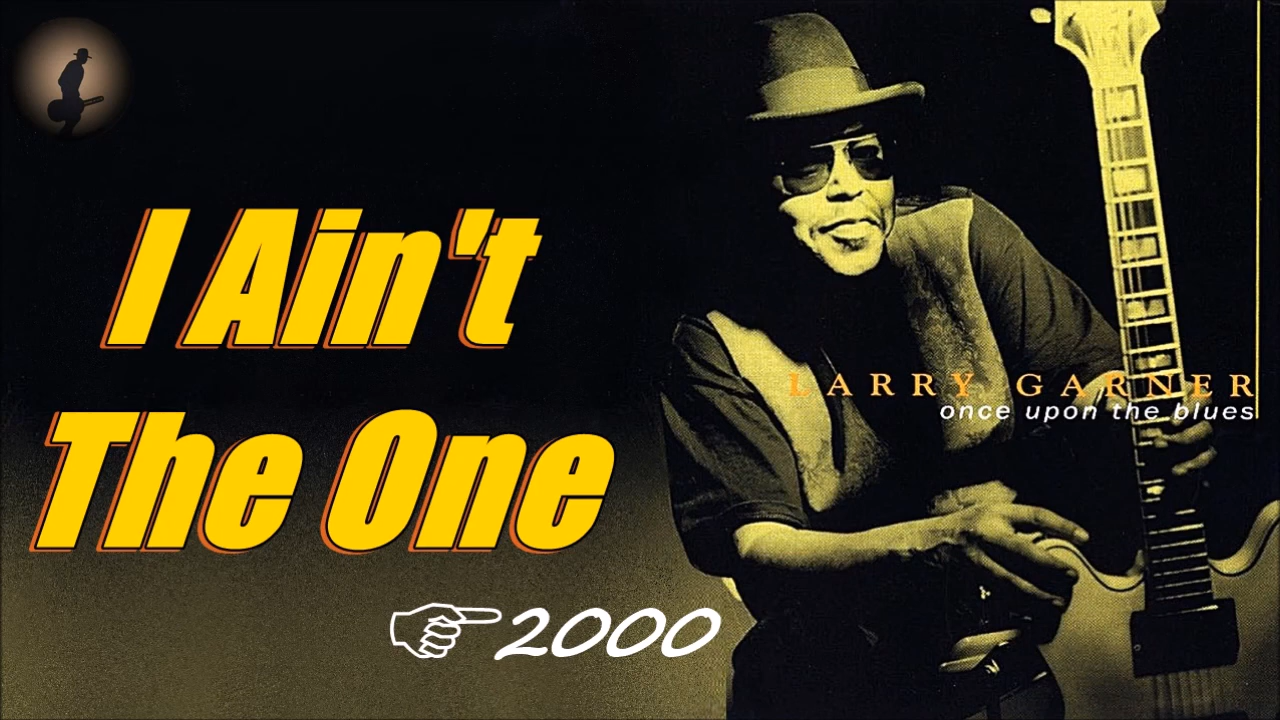 I Ain't
The One
2000
LARRY GARNER
once upon the blues